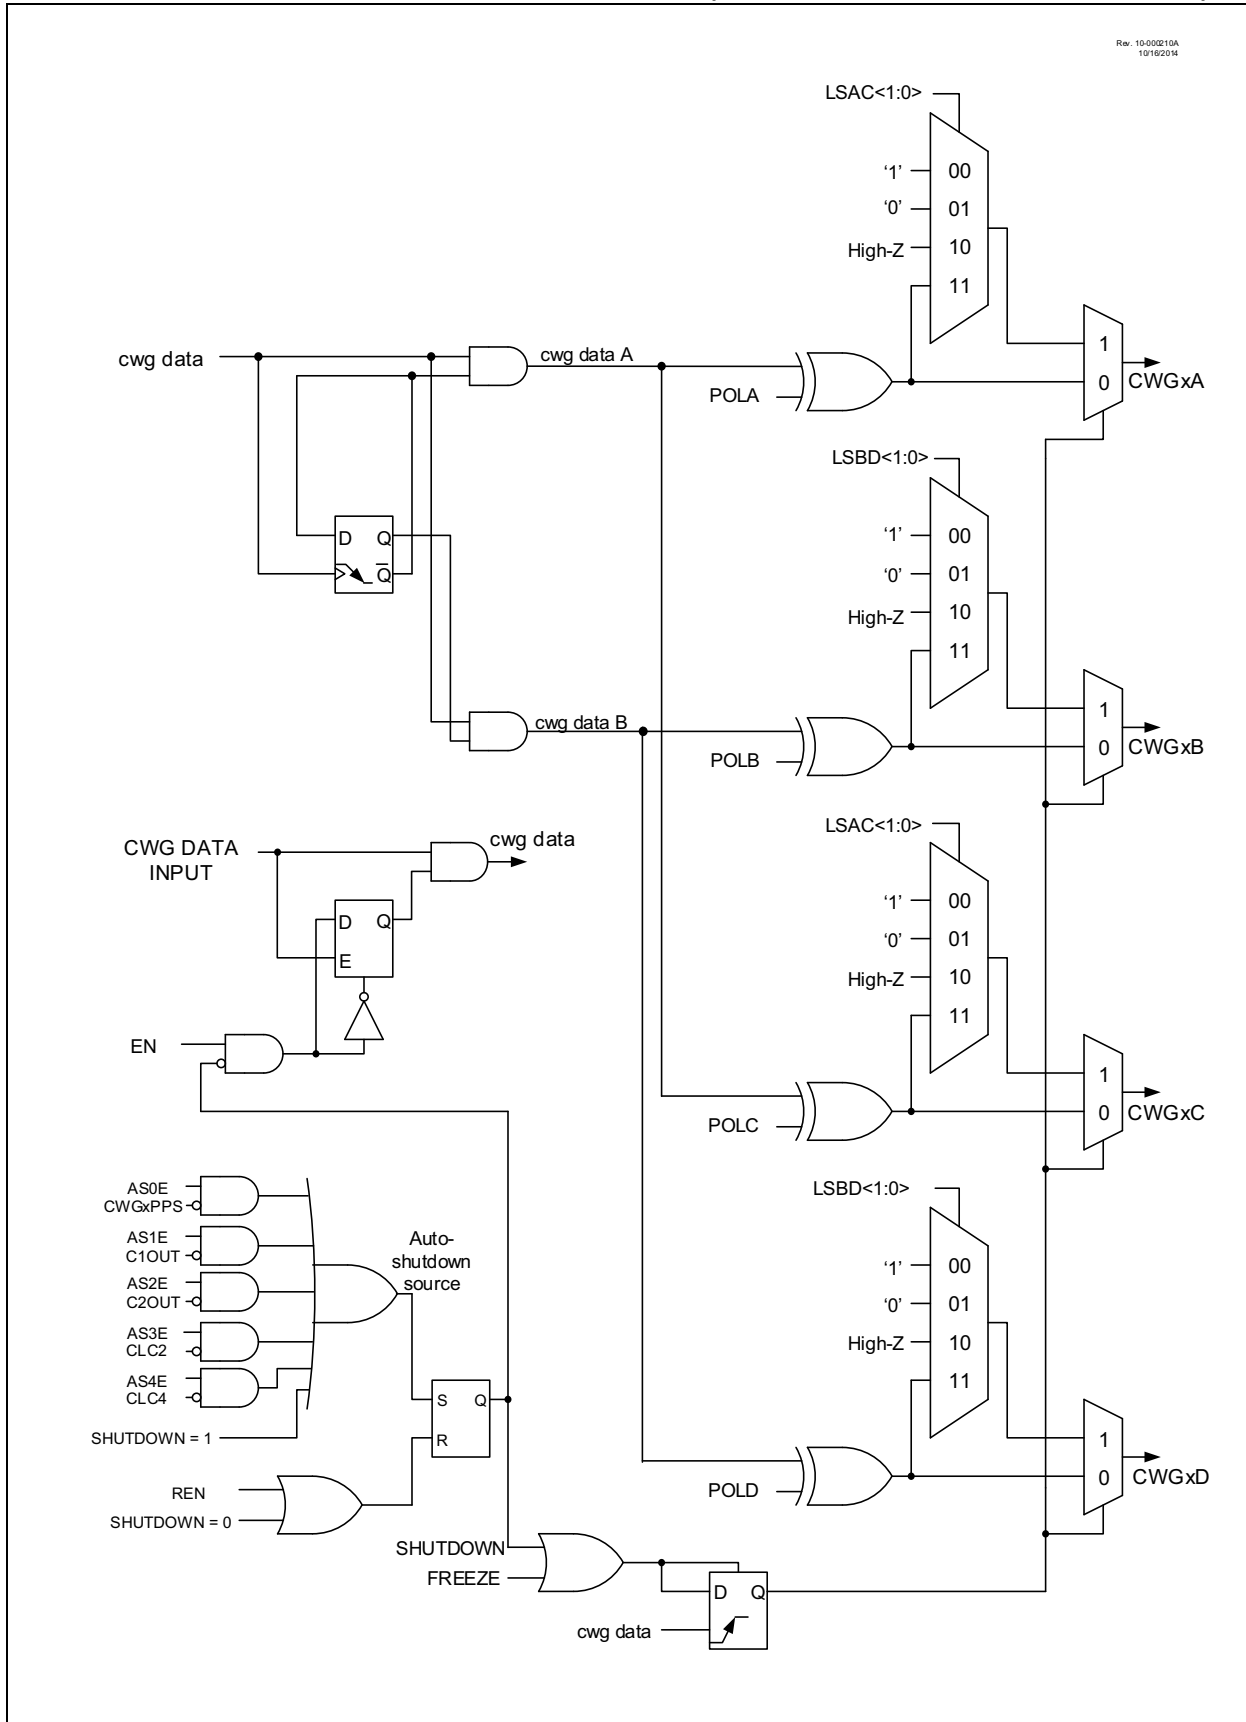 Rev. 10-000210A
10/16/2014
LSAC<1:0>
‘1’
00
‘0’
01
High-Z
10
11
cwg data
cwg data A
1
0
CWGxA
POLA
LSBD<1:0>
D
Q
Q
‘1’
00
‘0’
01
High-Z
10
11
cwg data B
1
0
CWGxB
POLB
CWG DATA
INPUT
cwg data
LSAC<1:0>
D
Q
E
‘1’
00
‘0’
01
High-Z
10
11
EN
1
0
CWGxC
POLC
AS0E
CWGxPPS
AS1E
C1OUT
AS2E
C2OUT
AS3E
CLC2
AS4E
CLC4
SHUTDOWN = 1
Auto-
shutdown
source
S
Q
R
LSBD<1:0>
‘1’
00
‘0’
01
High-Z
10
11
1
0
CWGxD
POLD
REN
SHUTDOWN = 0
SHUTDOWN
FREEZE
D
Q
cwg data